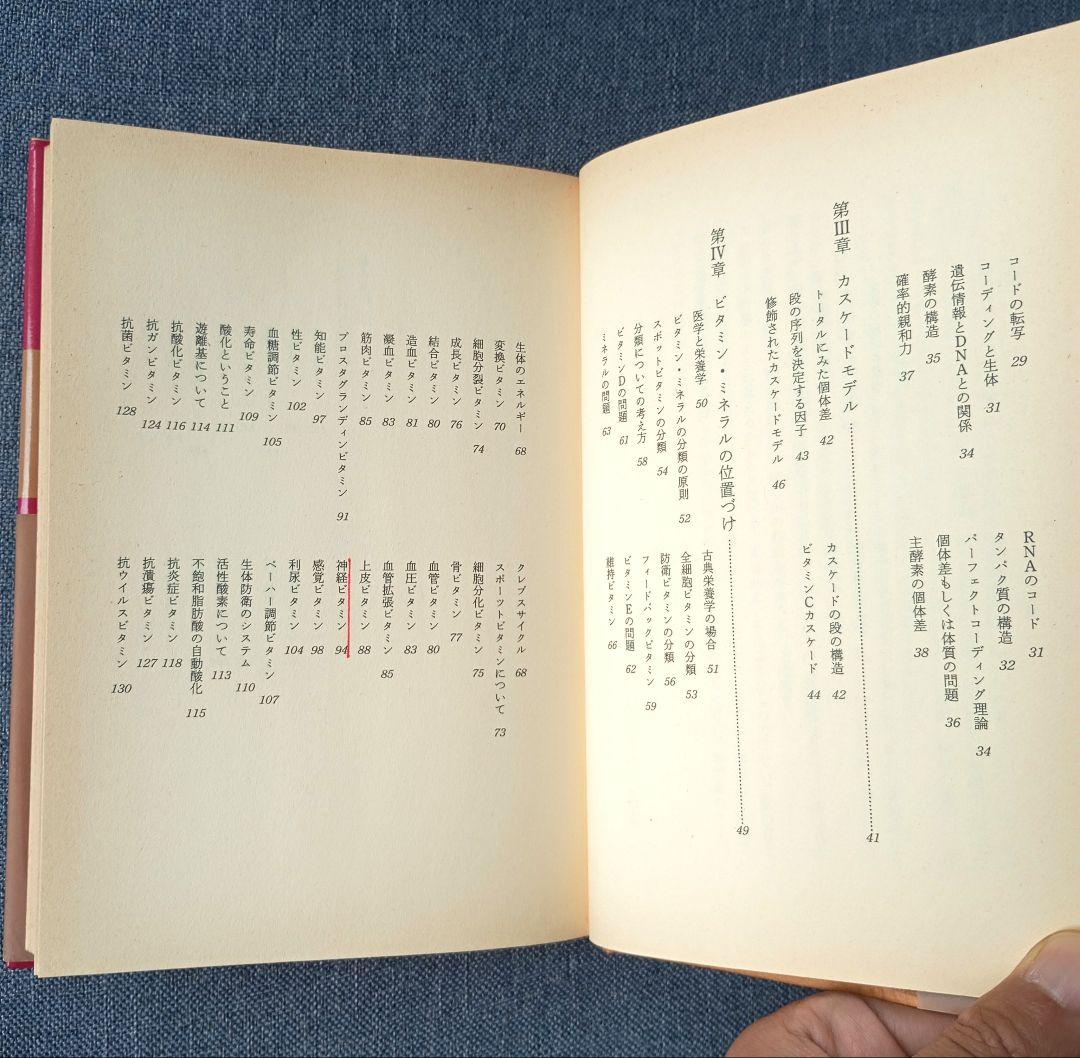 コードの転写 29
RNAのコード 31
コーディングと生体 31
タンパク質の構造 32
遺伝情報とDNAとの関係 34
パーフェクトコーディング理論 34
酵素の構造 35
個体差もしくは体質の問題 36
確率的親和力 37
主酵素の個体差 38
第Ⅲ章 カスケードモデル 41
トータルにみた個体差 42
カスケードの段の構造 42
段の序列を決定する因子 43
ビタミンCカスケード 44
修飾されたカスケードモデル 46
第Ⅳ章 ビタミン・ミネラルの位置づけ 49
医学と栄養学 50
古典栄養学の場合 51
ビタミン・ミネラルの分類の原則 52
全細胞ビタミンの分類 53
スポットビタミンの分類 54
防衛ビタミンの分類 56
分類についての考え方 58
フィードバックビタミン 59
ビタミンDの問題 61
ビタミンEの問題 62
ミネラルの問題 63
維持ビタミン 66
生体のエネルギー 68
クレブスサイクル 68
変換ビタミン 70
スポーツビタミンについて 73
細胞分裂ビタミン 74
細胞分化ビタミン 75
成長ビタミン 76
骨ビタミン 77
結合ビタミン 80
血管ビタミン 80
造血ビタミン 81
血圧ビタミン 83
凝血ビタミン 83
血管拡張ビタミン 85
筋肉ビタミン 85
上皮ビタミン 88
プロスタグランディンビタミン 91
神経ビタミン 94
知能ビタミン 97
感覚ビタミン 98
性ビタミン 102
利尿ビタミン 104
血糖調節ビタミン 105
ペーハー調節ビタミン 107
寿命ビタミン 109
生体防衛のシステム 110
酸化ということ 111
活性酸素について 113
遊離基について 114
不飽和脂肪酸の自動酸化 115
抗酸化ビタミン 116
抗炎症ビタミン 118
抗ガンビタミン 124
抗潰瘍ビタミン 127
抗菌ビタミン 128
抗ウイルスビタミン 130